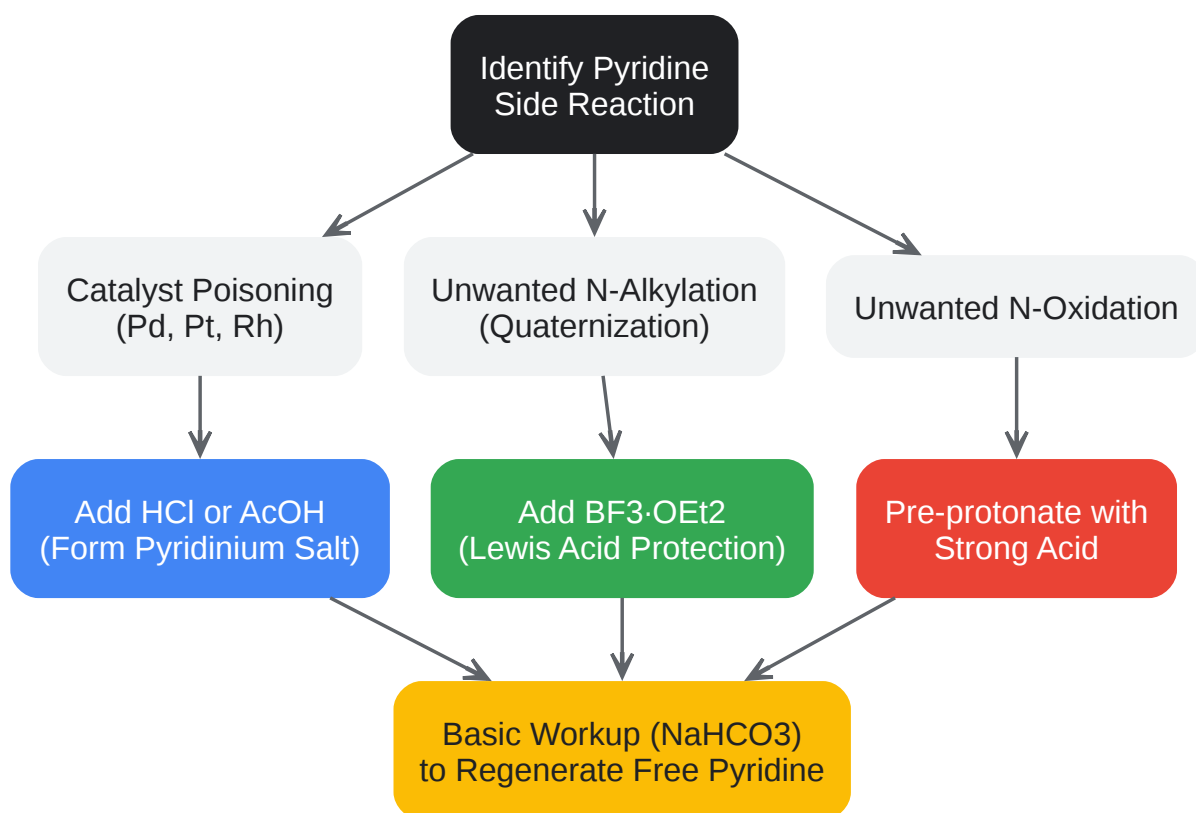 Identify Pyridine
Side Reaction
Catalyst Poisoning
(Pd, Pt, Rh)
Unwanted N-Alkylation
(Quaternization)
Unwanted N-Oxidation
Add HCl or AcOH
(Form Pyridinium Salt)
Add BF3·OEt2
(Lewis Acid Protection)
Pre-protonate with
Strong Acid
Basic Workup (NaHCO3)
to Regenerate Free Pyridine